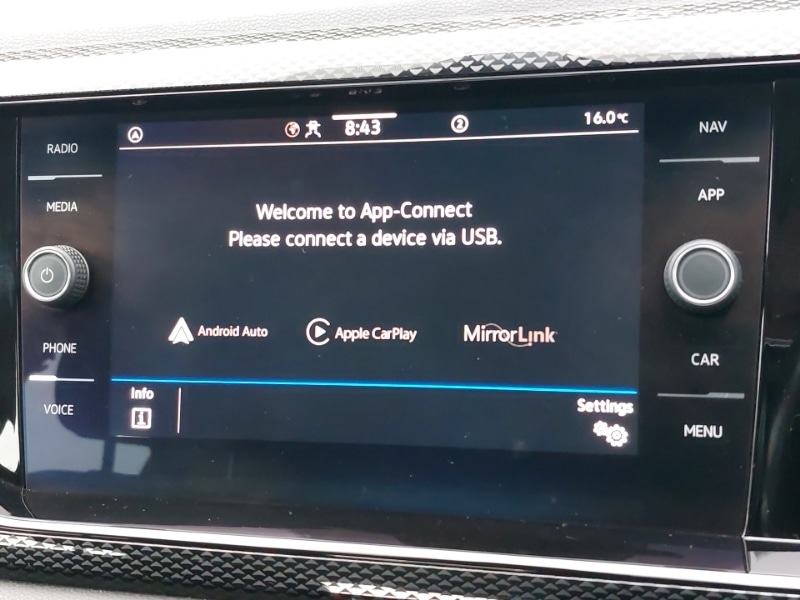 RADIO
MEDIA
PHONE
VOICE
A
8:43
2
16.0°C
Welcome to App-Connect
Please connect a device via USB.
Android Auto
Apple CarPlay
MirrorLink
Info
i
Settings
NAV
APP
CAR
MENU